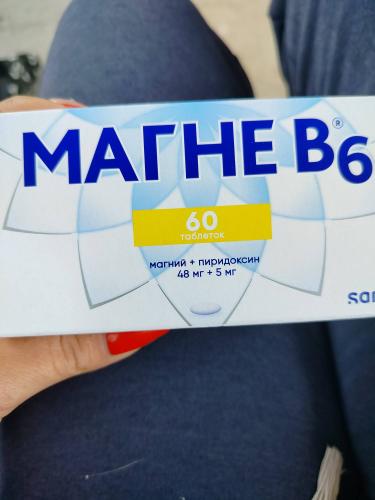 МАГНЕ B6®
60
таблеток
магний + пиридоксин
48 мг + 5 мг